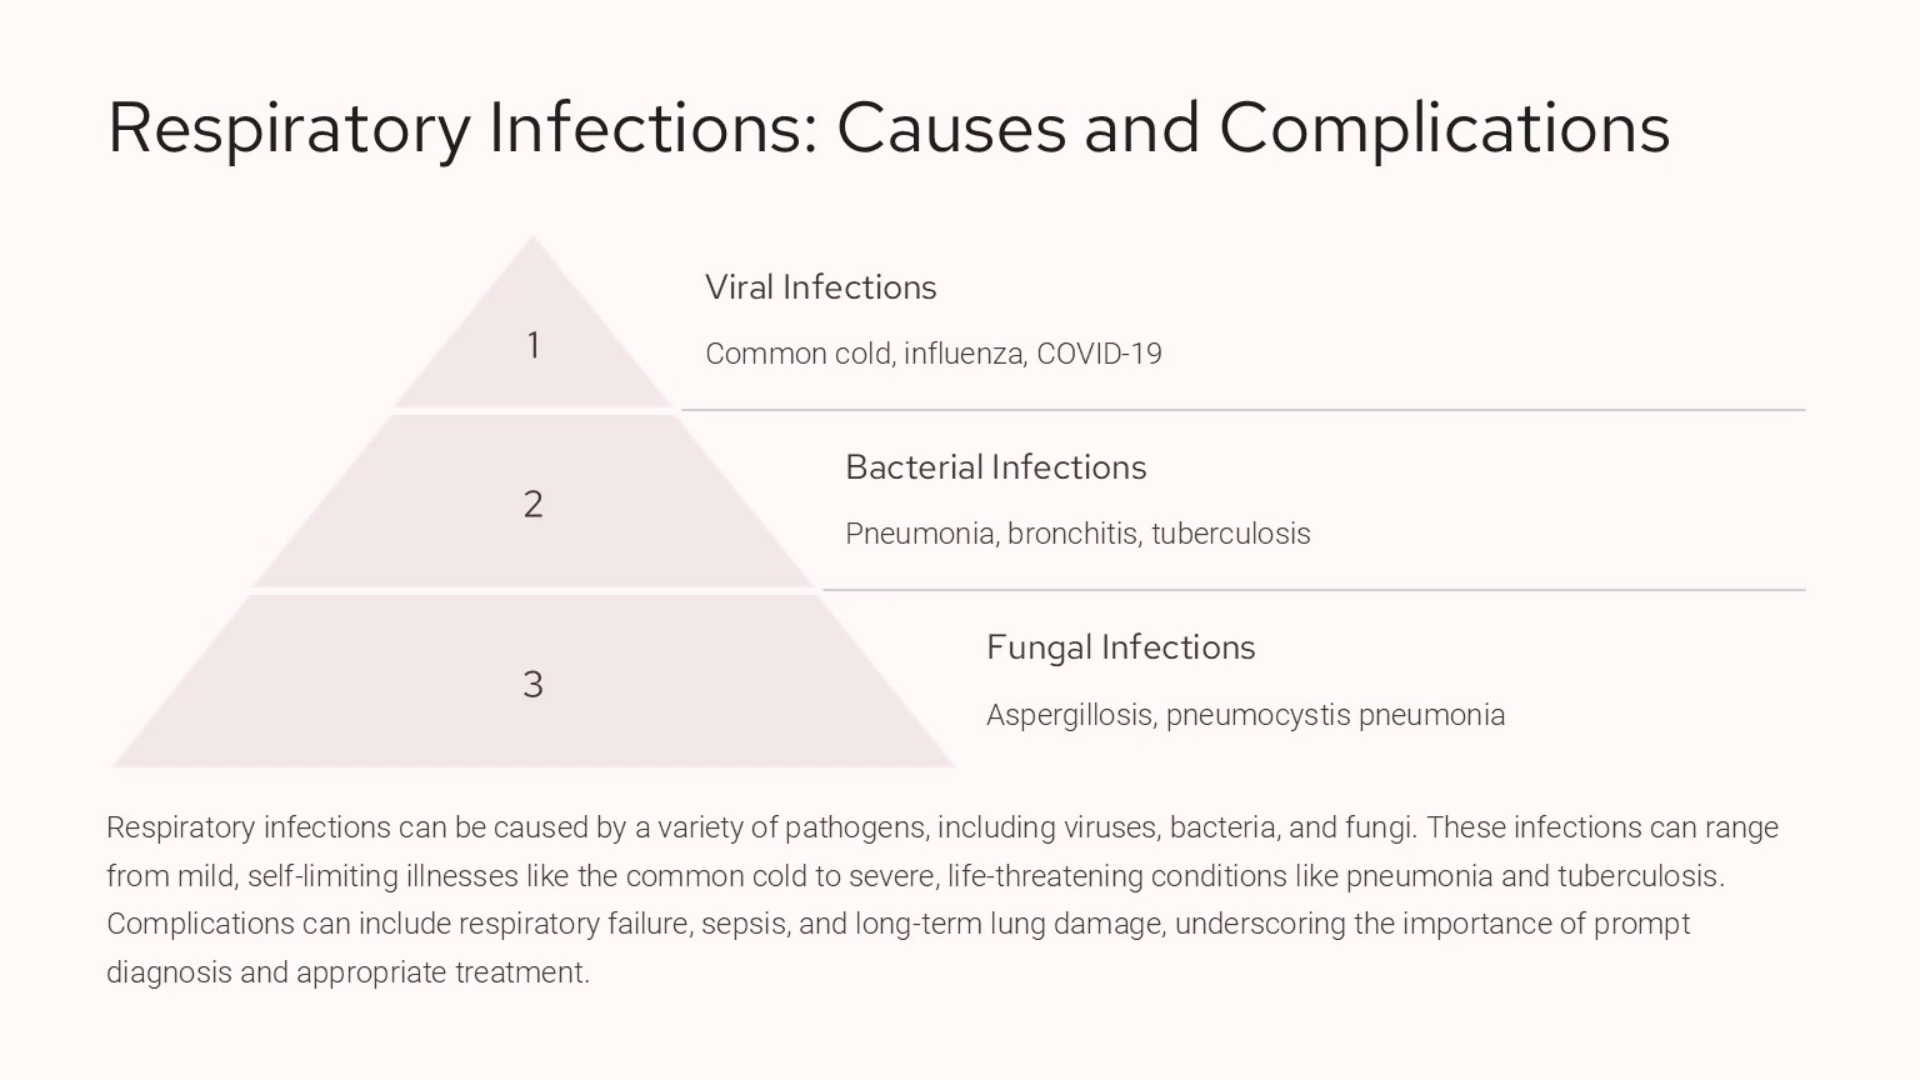 Respiratory Infections: Causes and Complications
1
Viral Infections
Common cold, influenza, COVID-19
2
Bacterial Infections
Pneumonia, bronchitis, tuberculosis
3
Fungal Infections
Aspergillosis, pneumocystis pneumonia
Respiratory infections can be caused by a variety of pathogens, including viruses, bacteria, and fungi. These infections can range
from mild, self-limiting illnesses like the common cold to severe, life-threatening conditions like pneumonia and tuberculosis.
Complications can include respiratory failure, sepsis, and long-term lung damage, underscoring the importance of prompt
diagnosis and appropriate treatment.